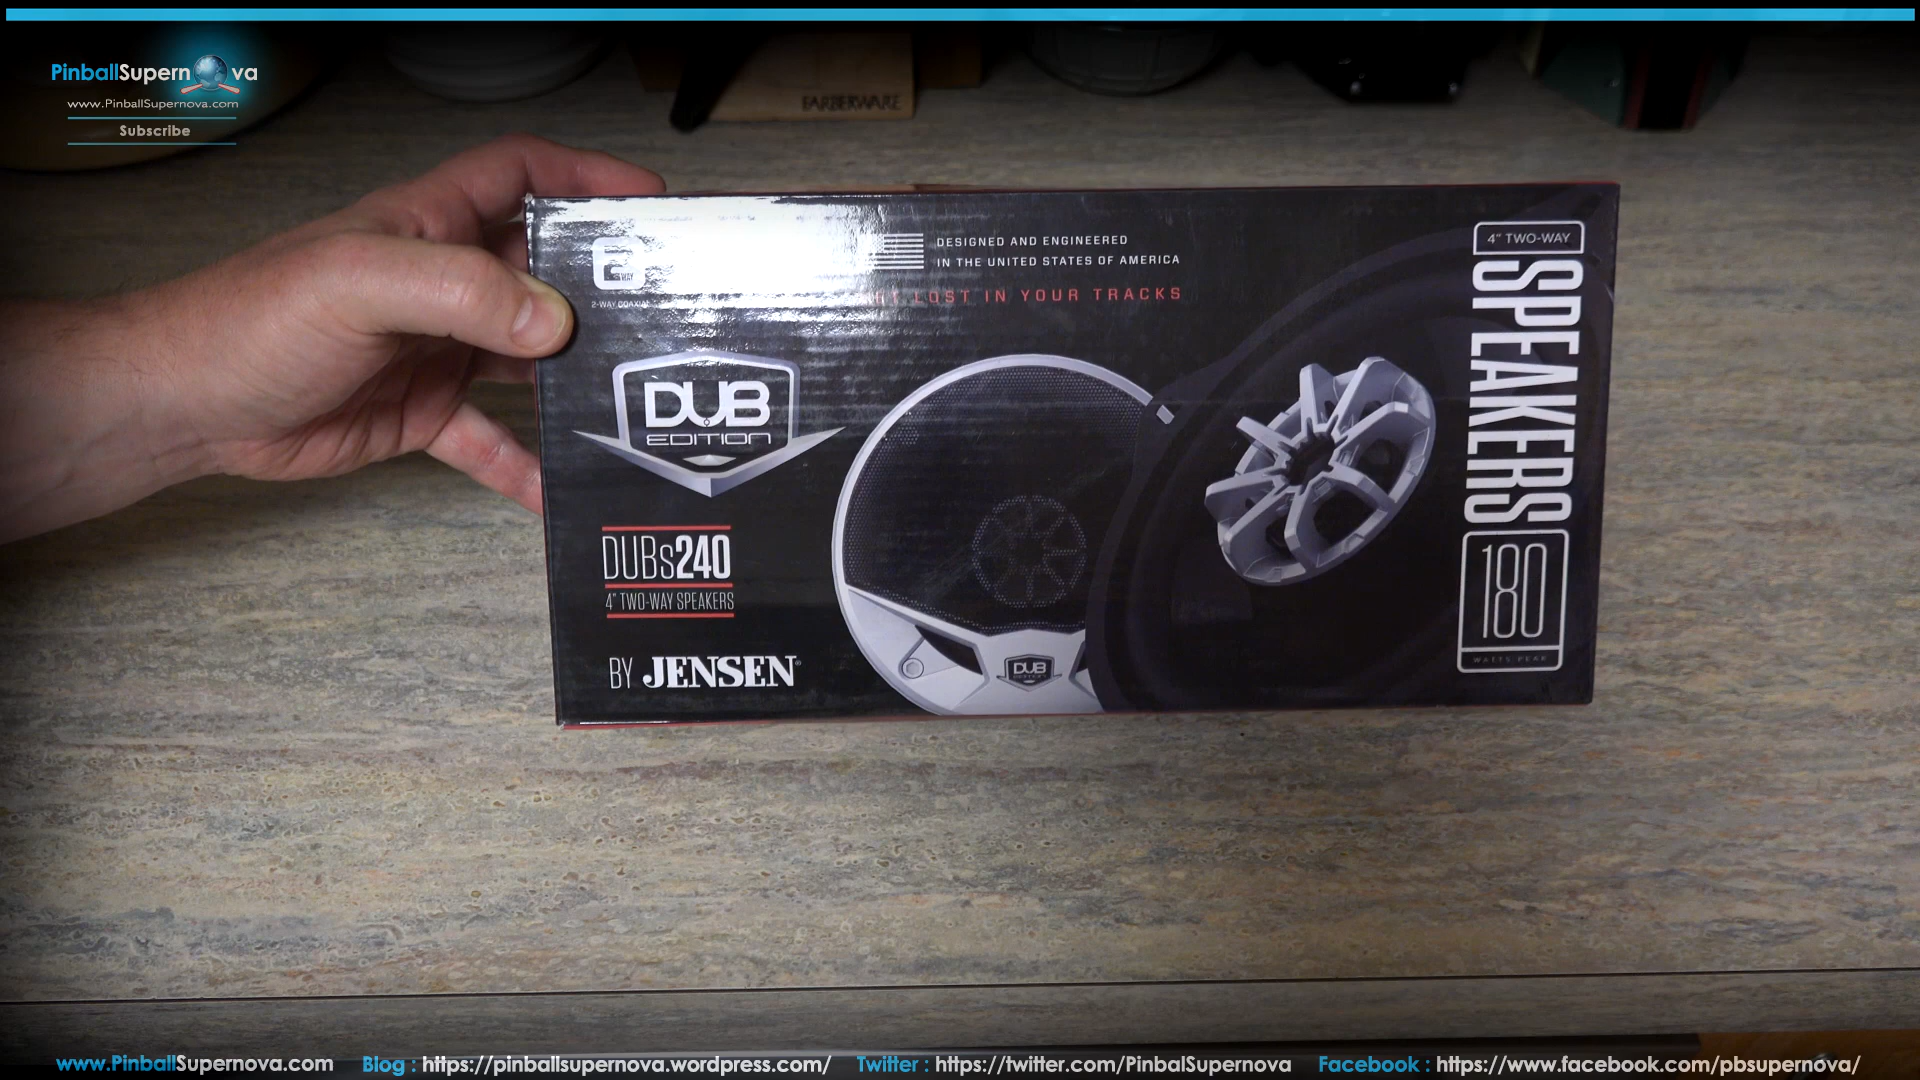 PinballSupernova
www.PinballSupernova.com
Subscribe
FARBERWARE
2 WAY
2-WAY COAXIAL
DESIGNED AND ENGINEERED
IN THE UNITED STATES OF AMERICA
LOST IN YOUR TRACKS
4" TWO-WAY
SPEAKERS
180
WATTS PEAK
DUB
EDITION
DUBs240
4" TWO-WAY SPEAKERS
BY JENSEN®
DUB
EDITION
www.PinballSupernova.com Blog : https://pinballsupernova.wordpress.com/ Twitter : https://twitter.com/PinbalSupernova Facebook : https://www.facebook.com/pbsupernova/